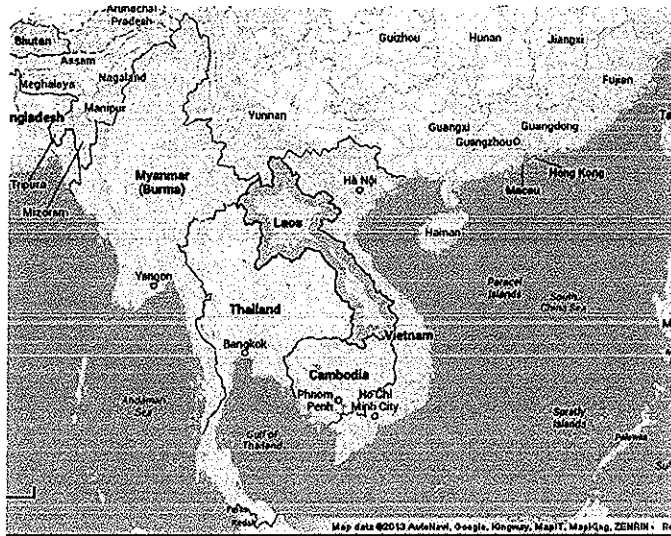 Arunachal
Pradesh
Bhutan
Assam
Guizhou
Hunan
Jiangxi
Nagaland
Meghalaya
Fujian
Manipur
ngladesh
Yunnan
Guangxi
Guangdong
Guangzhou
Myanmar
(Burma)
Hong Kong
Tripura
Hà Nội
Macau
Mizoram
Laos
Hainan
Yangon
Paracel
Islands
South
China Sea
Thailand
Vietnam
Bangkok
Cambodia
Phnom
Penh
Ho Chi
Minh City
Andaman
Sea
Spratly
Islands
Gulf of
Thailand
Palawan
Kedah
Map data ©2013 AutoNavi, Google, Kingway, MapIT, MapKing, ZENRIN